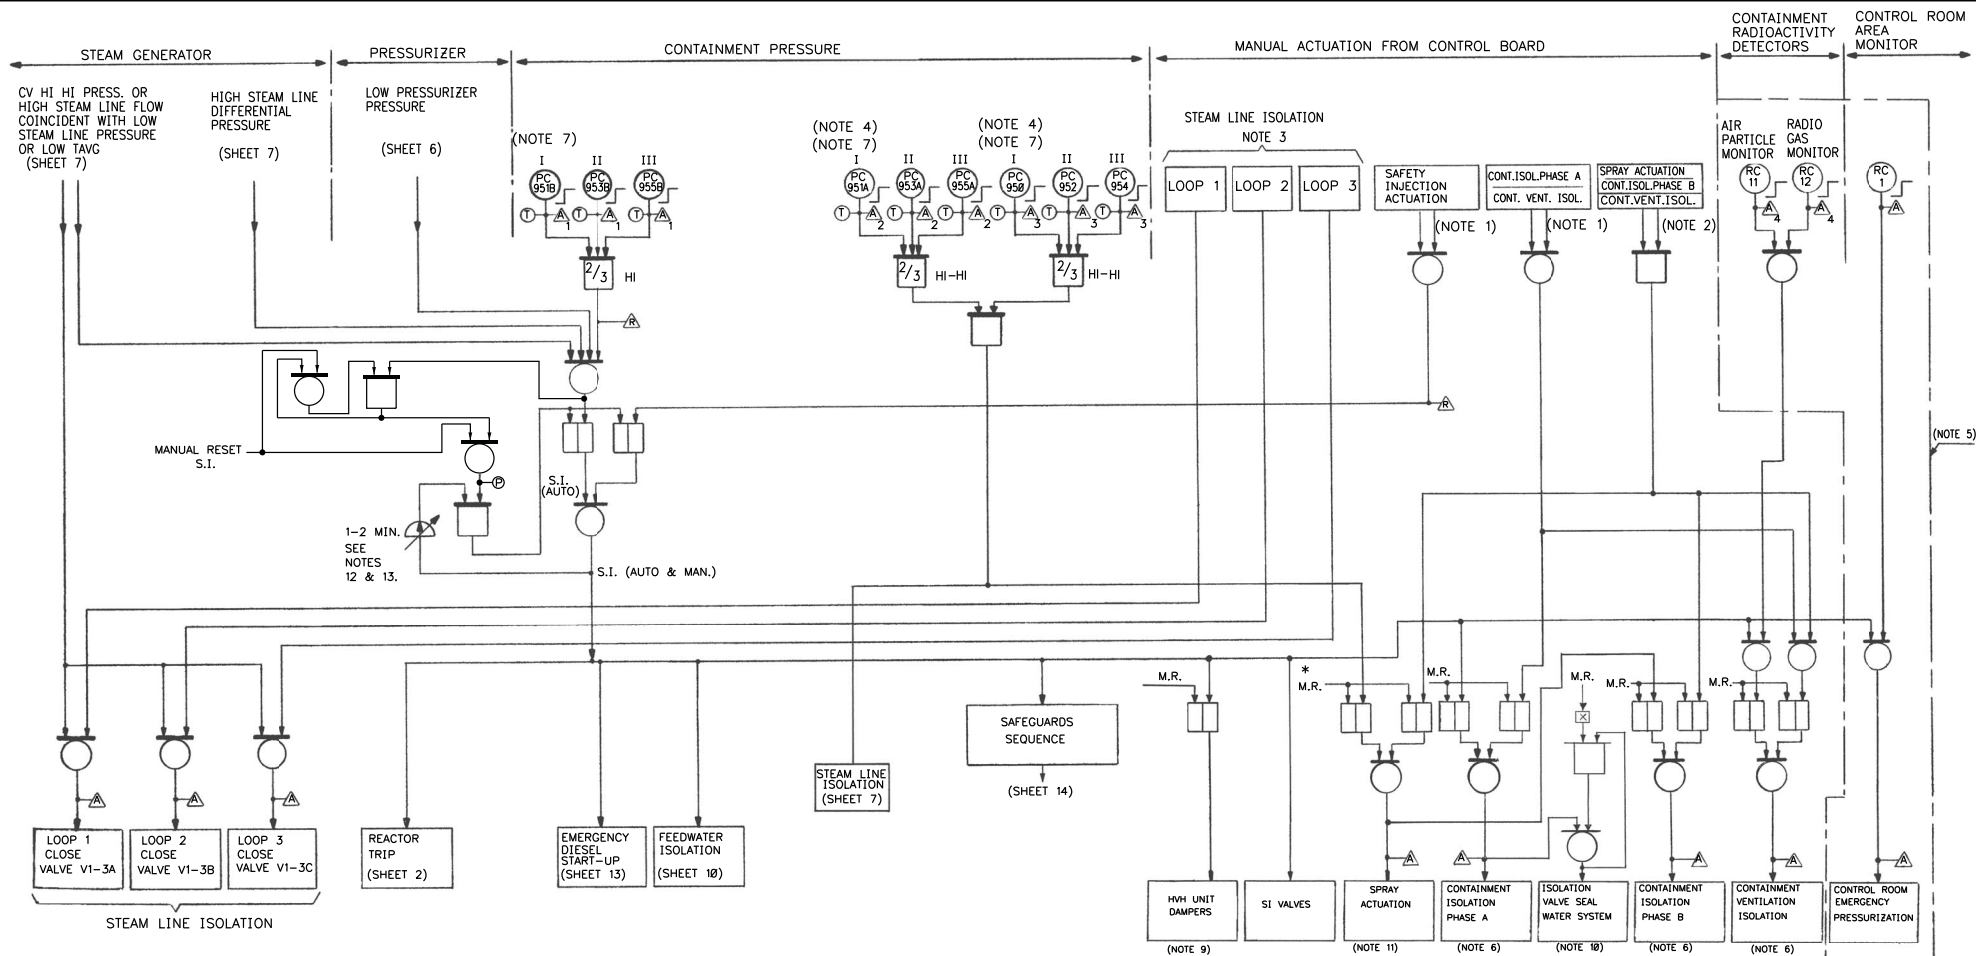 STEAM GENERATOR
PRESSURIZER
CONTAINMENT PRESSURE
MANUAL ACTUATION FROM CONTROL BOARD
CONTAINMENT
RADIOACTIVITY
DETECTORS
CONTROL ROOM
AREA
MONITOR
CV HI HI PRESS. OR
HIGH STEAM LINE FLOW
COINCIDENT WITH LOW
STEAM LINE PRESSURE
OR LOW TAVG
(SHEET 7)
HIGH STEAM LINE
DIFFERENTIAL
PRESSURE
(SHEET 7)
LOW PRESSURIZER
PRESSURE
(SHEET 6)
(NOTE 7)
I
II
III
PC
951B
PC
953B
PC
955B
T
A
1
T
A
1
T
A
1
2/3
HI
R
(NOTE 4)
(NOTE 7)
I
II
III
PC
951A
PC
953A
PC
955A
T
A
2
T
A
2
T
A
2
2/3
HI-HI
(NOTE 4)
(NOTE 7)
I
II
III
PC
950
PC
952
PC
954
T
A
3
T
A
3
T
A
3
2/3
HI-HI
STEAM LINE ISOLATION
NOTE 3
LOOP 1
LOOP 2
LOOP 3
SAFETY
INJECTION
ACTUATION
(NOTE 1)
CONT.ISOL.PHASE A
CONT. VENT. ISOL.
(NOTE 1)
SPRAY ACTUATION
CONT.ISOL.PHASE B
CONT.VENT.ISOL.
(NOTE 2)
AIR
PARTICLE
MONITOR
RADIO
GAS
MONITOR
RC
11
RC
12
A
4
A
4
RC
1
A
R
(NOTE 5)
MANUAL RESET
S.I.
P
S.I.
(AUTO)
1-2 MIN.
SEE
NOTES
12 & 13.
S.I. (AUTO & MAN.)
M.R.
*
M.R.
M.R.
M.R.
M.R.
M.R.
X
SAFEGUARDS
SEQUENCE
(SHEET 14)
STEAM LINE
ISOLATION
(SHEET 7)
A
A
A
LOOP 1
CLOSE
VALVE V1-3A
LOOP 2
CLOSE
VALVE V1-3B
LOOP 3
CLOSE
VALVE V1-3C
STEAM LINE ISOLATION
REACTOR
TRIP
(SHEET 2)
EMERGENCY
DIESEL
START-UP
(SHEET 13)
FEEDWATER
ISOLATION
(SHEET 10)
A
A
A
A
A
HVH UNIT
DAMPERS
(NOTE 9)
SI VALVES
SPRAY
ACTUATION
(NOTE 11)
CONTAINMENT
ISOLATION
PHASE A
(NOTE 6)
ISOLATION
VALVE SEAL
WATER SYSTEM
(NOTE 10)
CONTAINMENT
ISOLATION
PHASE B
(NOTE 6)
CONTAINMENT
VENTILATION
ISOLATION
(NOTE 6)
CONTROL ROOM
EMERGENCY
PRESSURIZATION